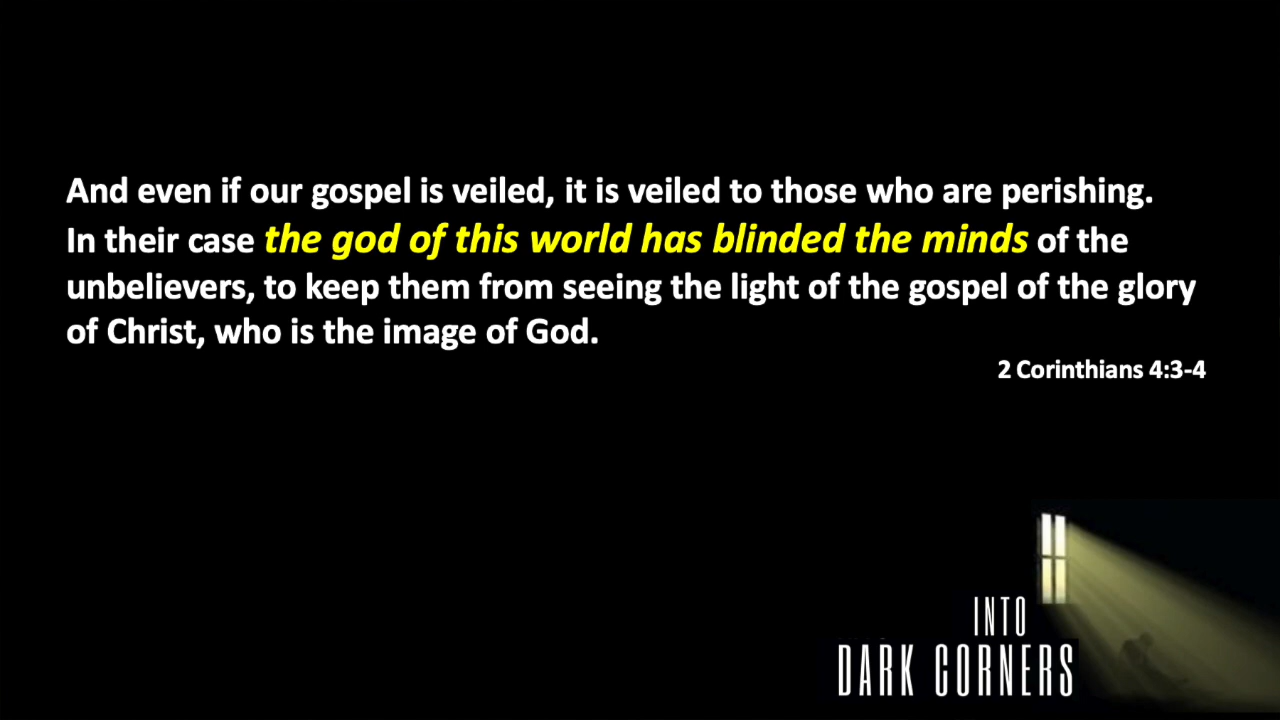 And even if our gospel is veiled, it is veiled to those who are perishing.
In their case the god of this world has blinded the minds of the
unbelievers, to keep them from seeing the light of the gospel of the glory
of Christ, who is the image of God.
2 Corinthians 4:3-4
INTO
DARK CORNERS